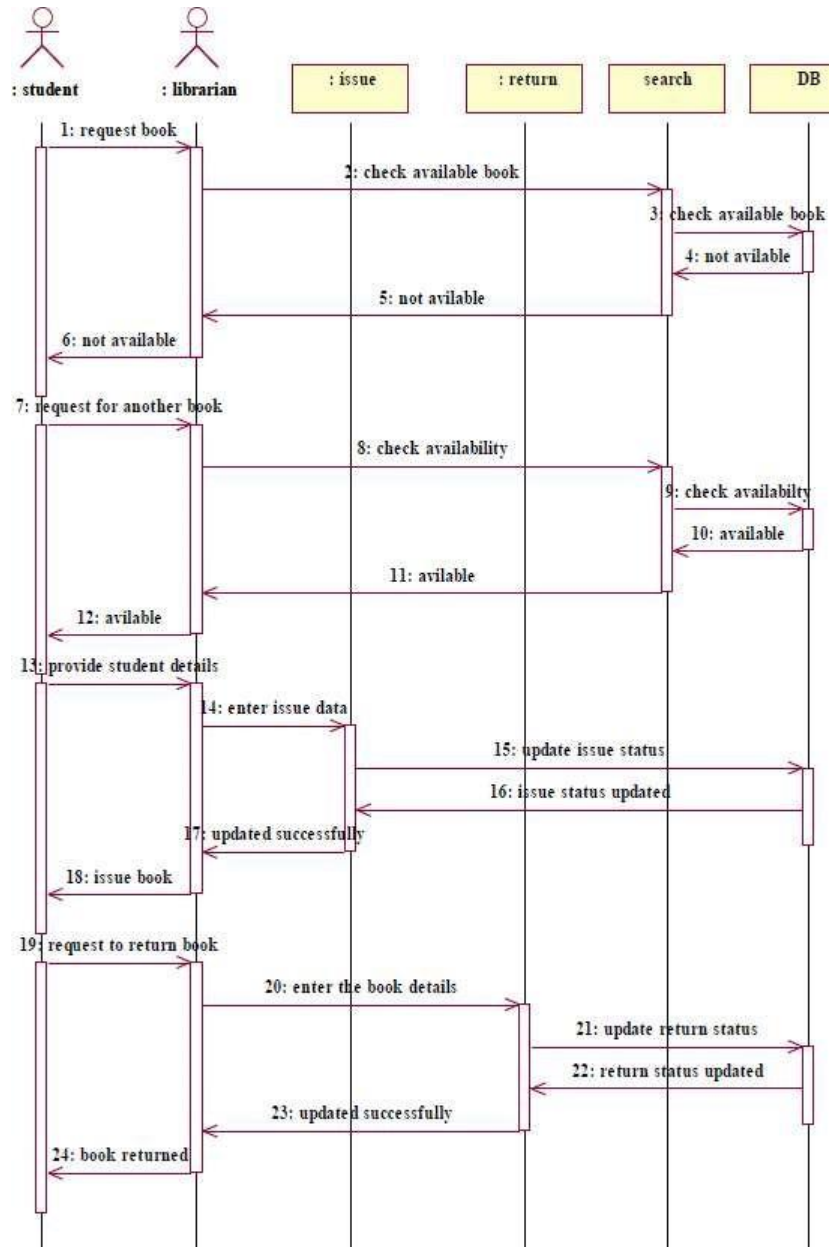 : student
: librarian
: issue
: return
search
DB
1: request book
2: check available book
3: check available book
4: not avilable
5: not avilable
6: not available
7: request for another book
8: check availability
9: check availabilty
10: available
11: avilable
12: avilable
13: provide student details
14: enter issue data
15: update issue status
16: issue status updated
17: updated successfully
18: issue book
19: request to return book
20: enter the book details
21: update return status
22: return status updated
23: updated successfully
24: book returned